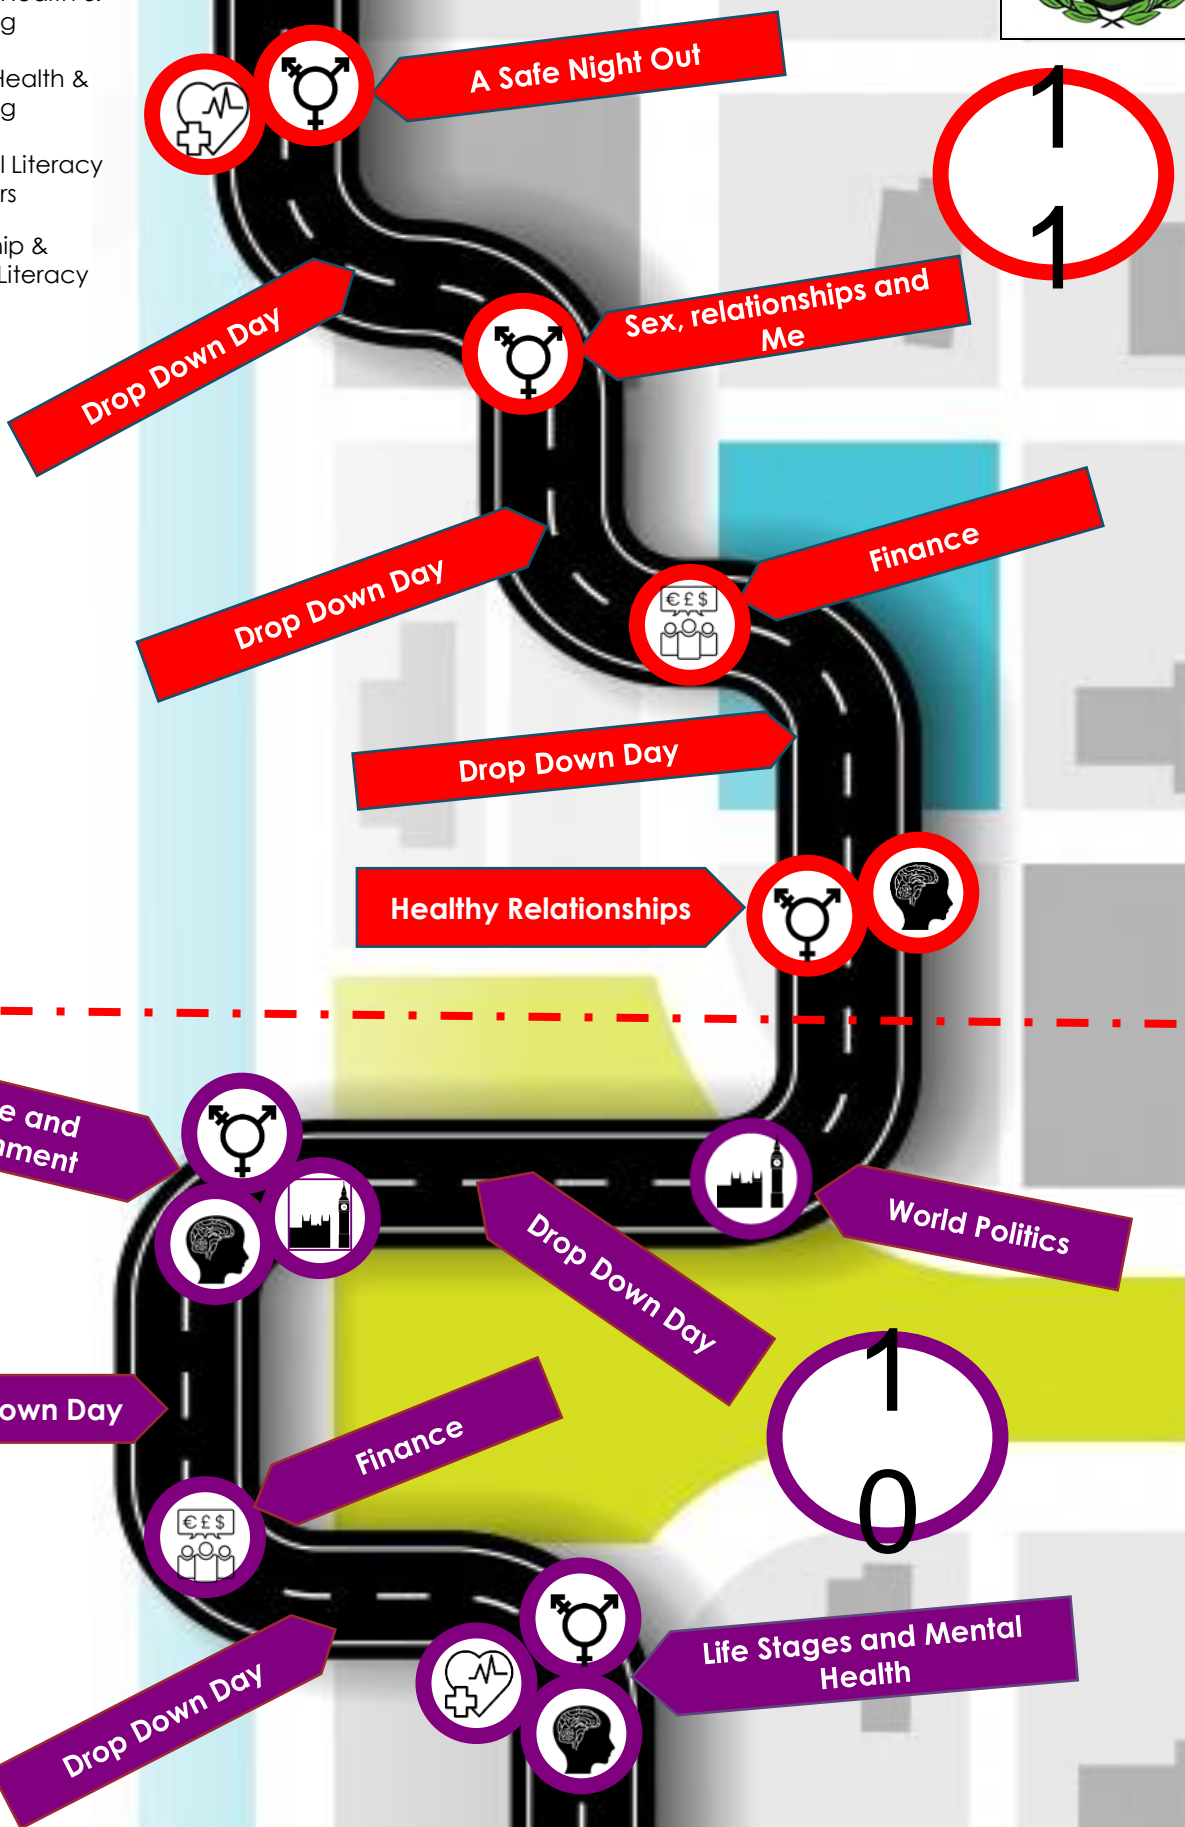 g
Health &
g
l Literacy
rs
ip &
Literacy
A Safe Night Out
1
1
Drop Down Day
Sex, relationships and
Me
Finance
€ £ $
Drop Down Day
Drop Down Day
Healthy Relationships
e and
nment
World Politics
Drop Down Day
own Day
Finance
1
0
€ £ $
Life Stages and Mental
Health
Drop Down Day